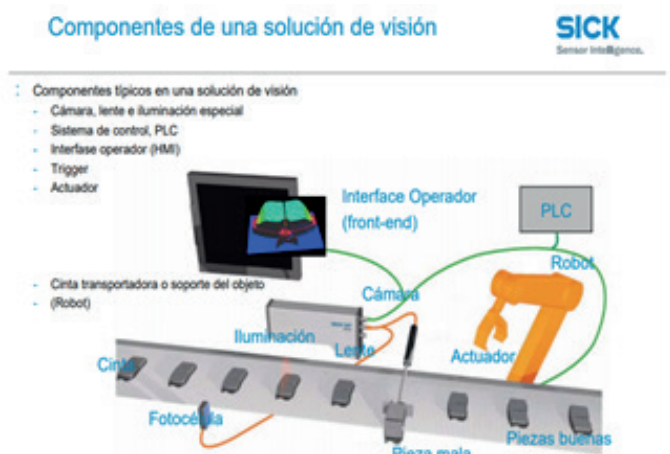 Componentes de una solución de visión
SICK
Sensor Intelligence.
Componentes típicos en una solución de visión
- Cámara, lente e iluminación especial
- Sistema de control, PLC
- Interfase operador (HMI)
- Trigger
- Actuador
Interface Operador
(front-end)
PLC
Robot
- Cinta transportadora o soporte del objeto
- (Robot)
Cámara
Iluminación
Lente
Actuador
Cinta
Fotocélula
Piezas buenas
Pieza mala